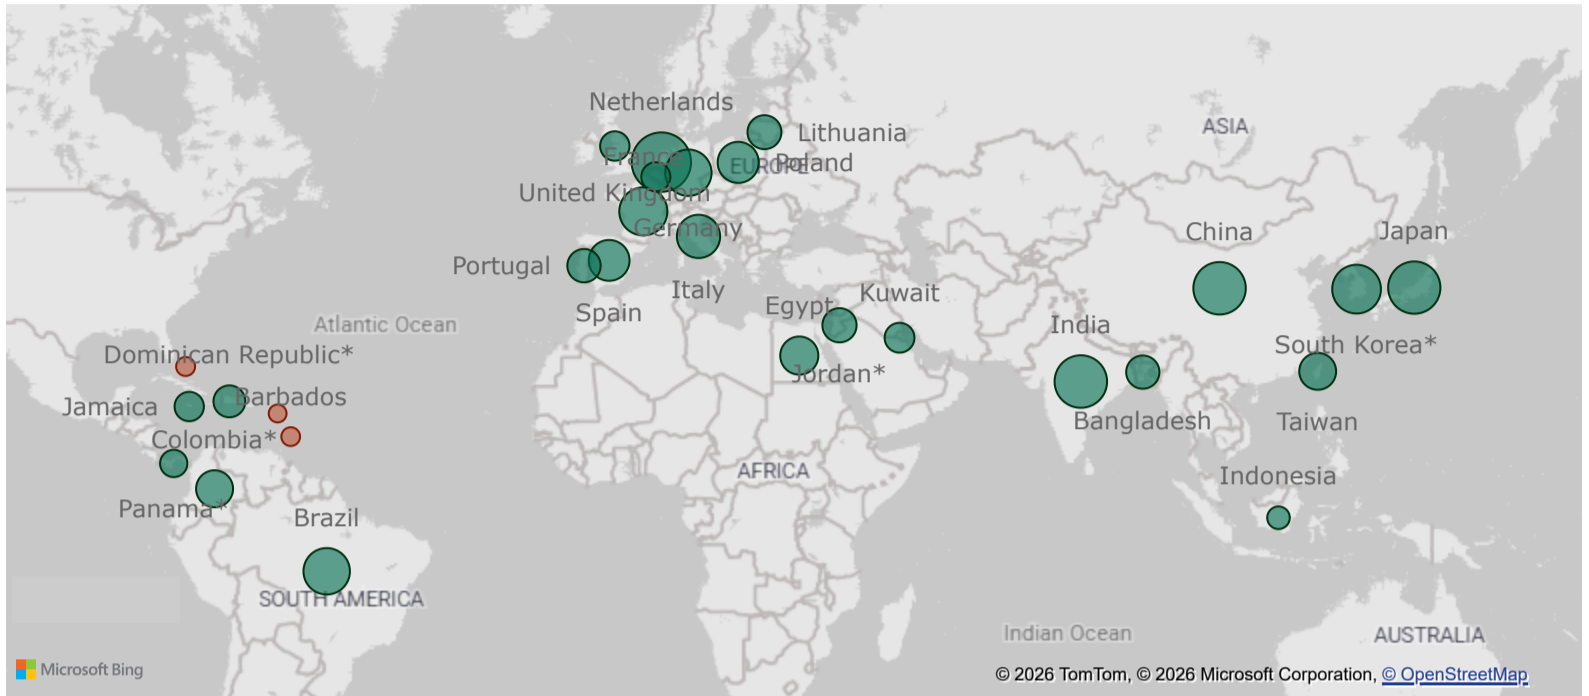 Netherlands
ASIA
Lithuania
France
EUROPE
Poland
United Kingdom
Germany
China
Japan
Portugal
Italy
Kuwait
Egypt
Spain
Atlantic Ocean
India
South Korea*
Dominican Republic*
Jordan*
Barbados
Jamaica
Bangladesh
Taiwan
Colombia*
AFRICA
Indonesia
Panama*
Brazil
SOUTH AMERICA
Indian Ocean
AUSTRALIA
Microsoft Bing
© 2026 TomTom, © 2026 Microsoft Corporation, © OpenStreetMap